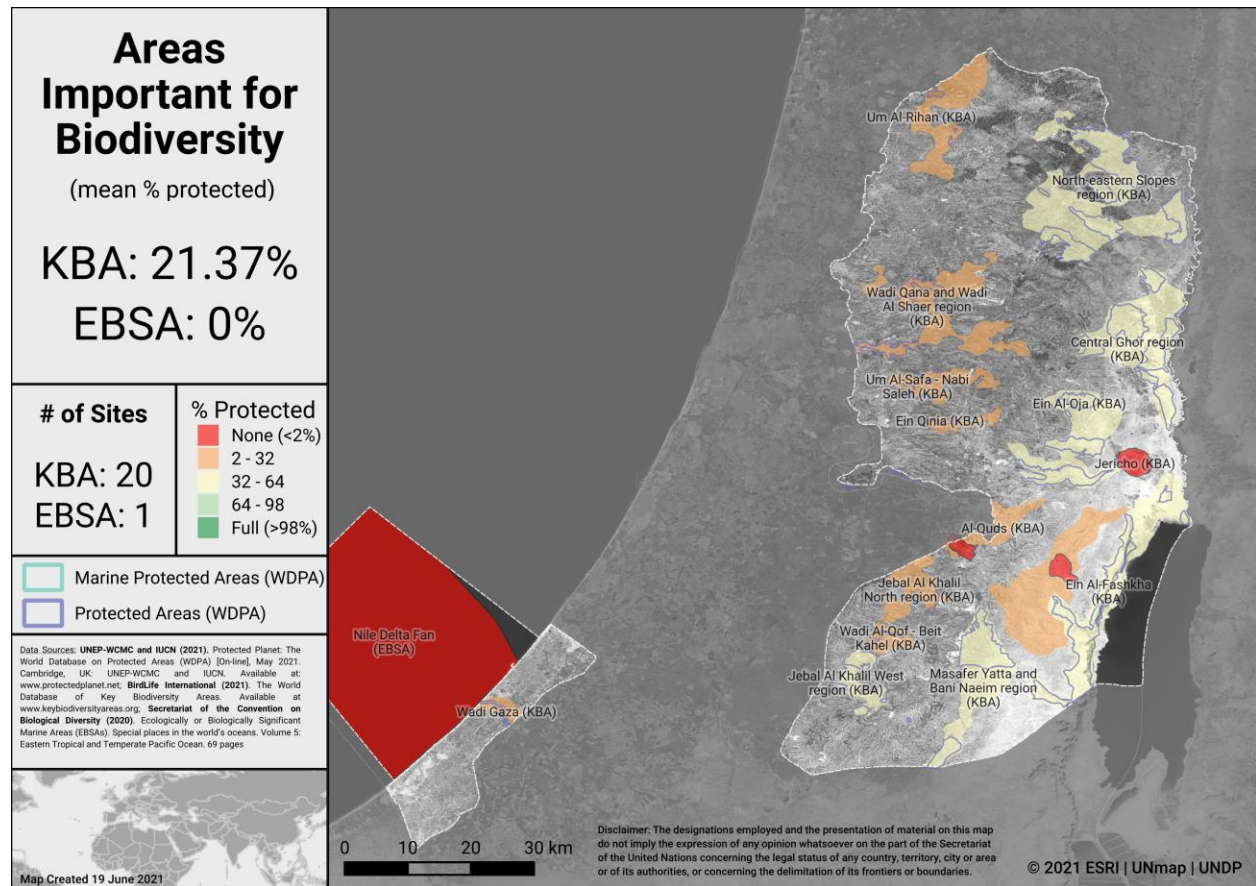 Areas
Important for
Biodiversity
(mean % protected)
KBA: 21.37%
EBSA: 0%
# of Sites
KBA: 20
EBSA: 1
% Protected
None (<2%)
2 - 32
32 - 64
64 - 98
Full (>98%)
Marine Protected Areas (WDPA)
Protected Areas (WDPA)
Data Sources: UNEP-WCMC and IUCN (2021). Protected Planet: The
World Database on Protected Areas (WDPA) [On-line], May 2021.
Cambridge, UK: UNEP-WCMC and IUCN. Available at:
www.protectedplanet.net; BirdLife International (2021). The World
Database of Key Biodiversity Areas. Available at
www.keybiodiversityareas.org; Secretariat of the Convention on
Biological Diversity (2020). Ecologically or Biologically Significant
Marine Areas (EBSAs). Special places in the world's oceans. Volume 5:
Eastern Tropical and Temperate Pacific Ocean. 69 pages
Map Created 19 June 2021
Um Al-Rihan (KBA)
North-eastern Slopes
region (KBA)
Wadi Qana and Wadi
Al Shaer region
(KBA)
Central Ghor region
(KBA)
Um Al-Safa - Nabi
Saleh (KBA)
Ein Al-Oja (KBA)
Ein Qinia (KBA)
Jericho (KBA)
Al-Quds (KBA)
Jebal Al Khalil
North region (KBA)
Ein Al-Fashkha
(KBA)
Nile Delta Fan
(EBSA)
Wadi Al-Qof - Beit
Kahel (KBA)
Jebal Al Khalil West
region (KBA)
Masafer Yatta and
Bani Naeim region
(KBA)
Wadi Gaza (KBA)
0 10 20 30 km
Disclaimer: The designations employed and the presentation of material on this map
do not imply the expression of any opinion whatsoever on the part of the Secretariat
of the United Nations concerning the legal status of any country, territory, city or area
or of its authorities, or concerning the delimitation of its frontiers or boundaries.
© 2021 ESRI | UNmap | UNDP